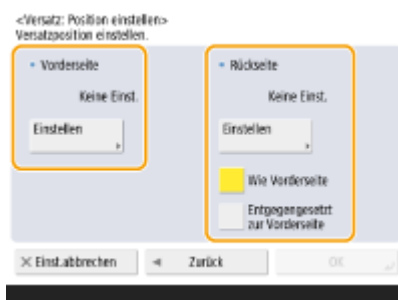 <Versatz: Position einstellen>
Versatzposition einstellen.
Vorderseite
Keine Einst.
Einstellen
Rückseite
Keine Einst.
Einstellen
Wie Vorderseite
Entgegengesetzt
zur Vorderseite
Einst.abbrechen
Zurück
OK